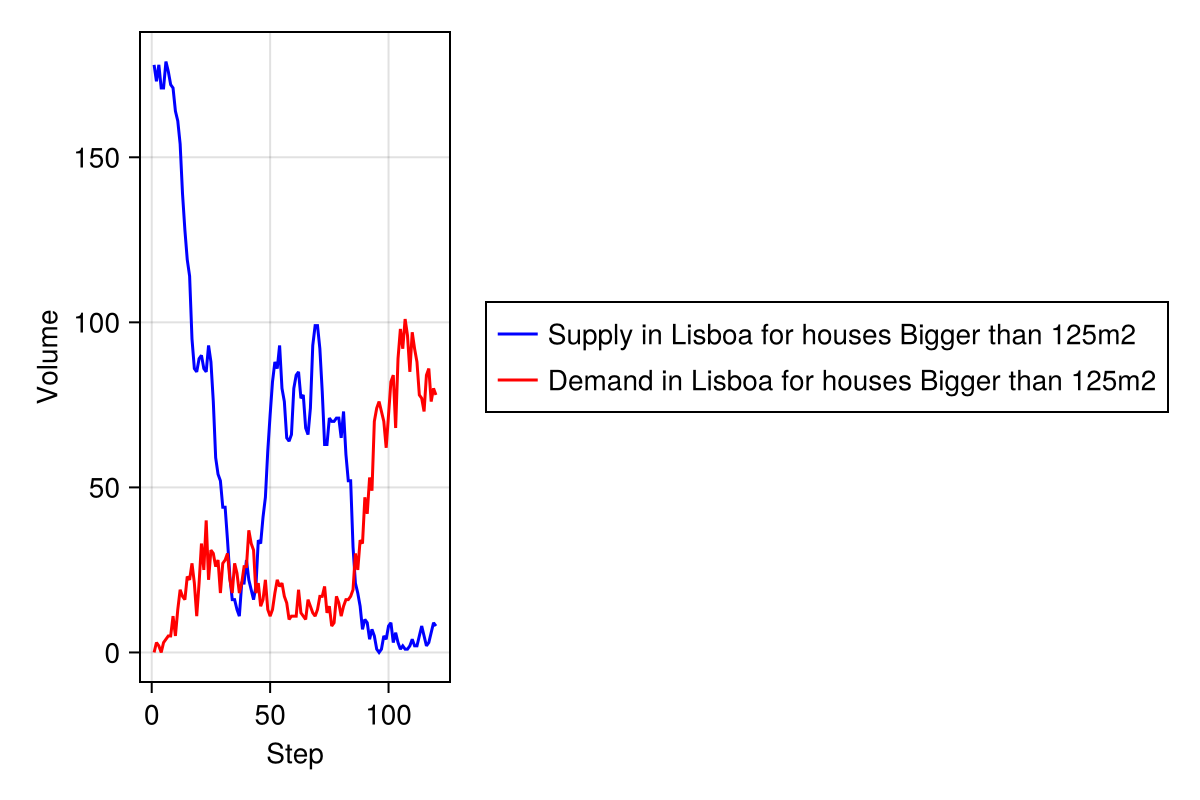 150
100
50
0
Volume
0 50 100
Step
Supply in Lisboa for houses Bigger than 125m2
Demand in Lisboa for houses Bigger than 125m2